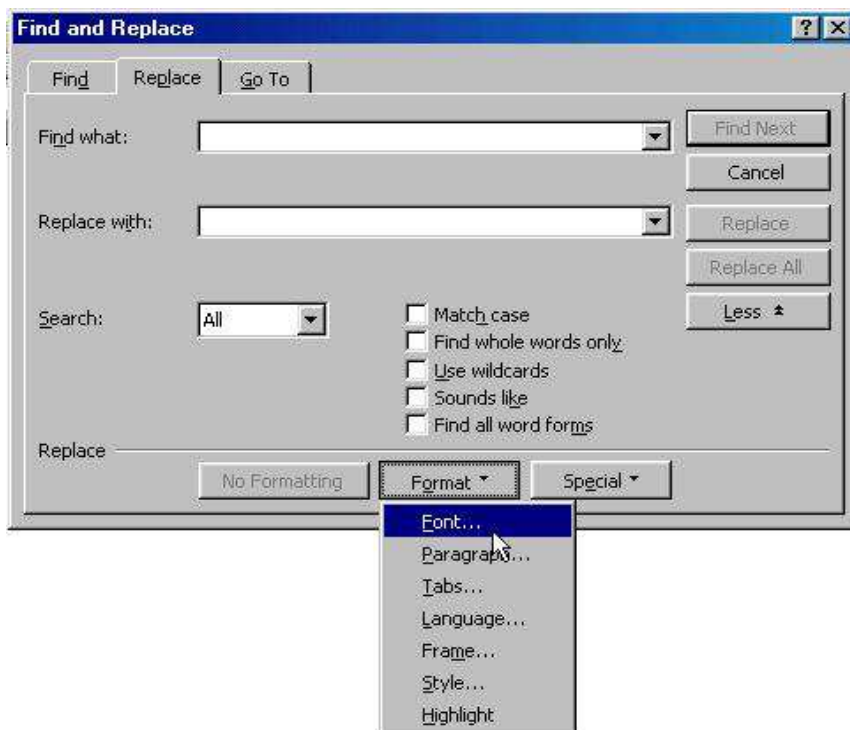 Find and Replace
Find Replace Go To
Find what: Find Next
Cancel
Replace with: Replace
Replace All
Search: All Match case Less
Find whole words only
Use wildcards
Sounds like
Find all word forms
Replace
No Formatting Format Special
Font...
Paragraph...
Tabs...
Language...
Frame...
Style...
Highlight